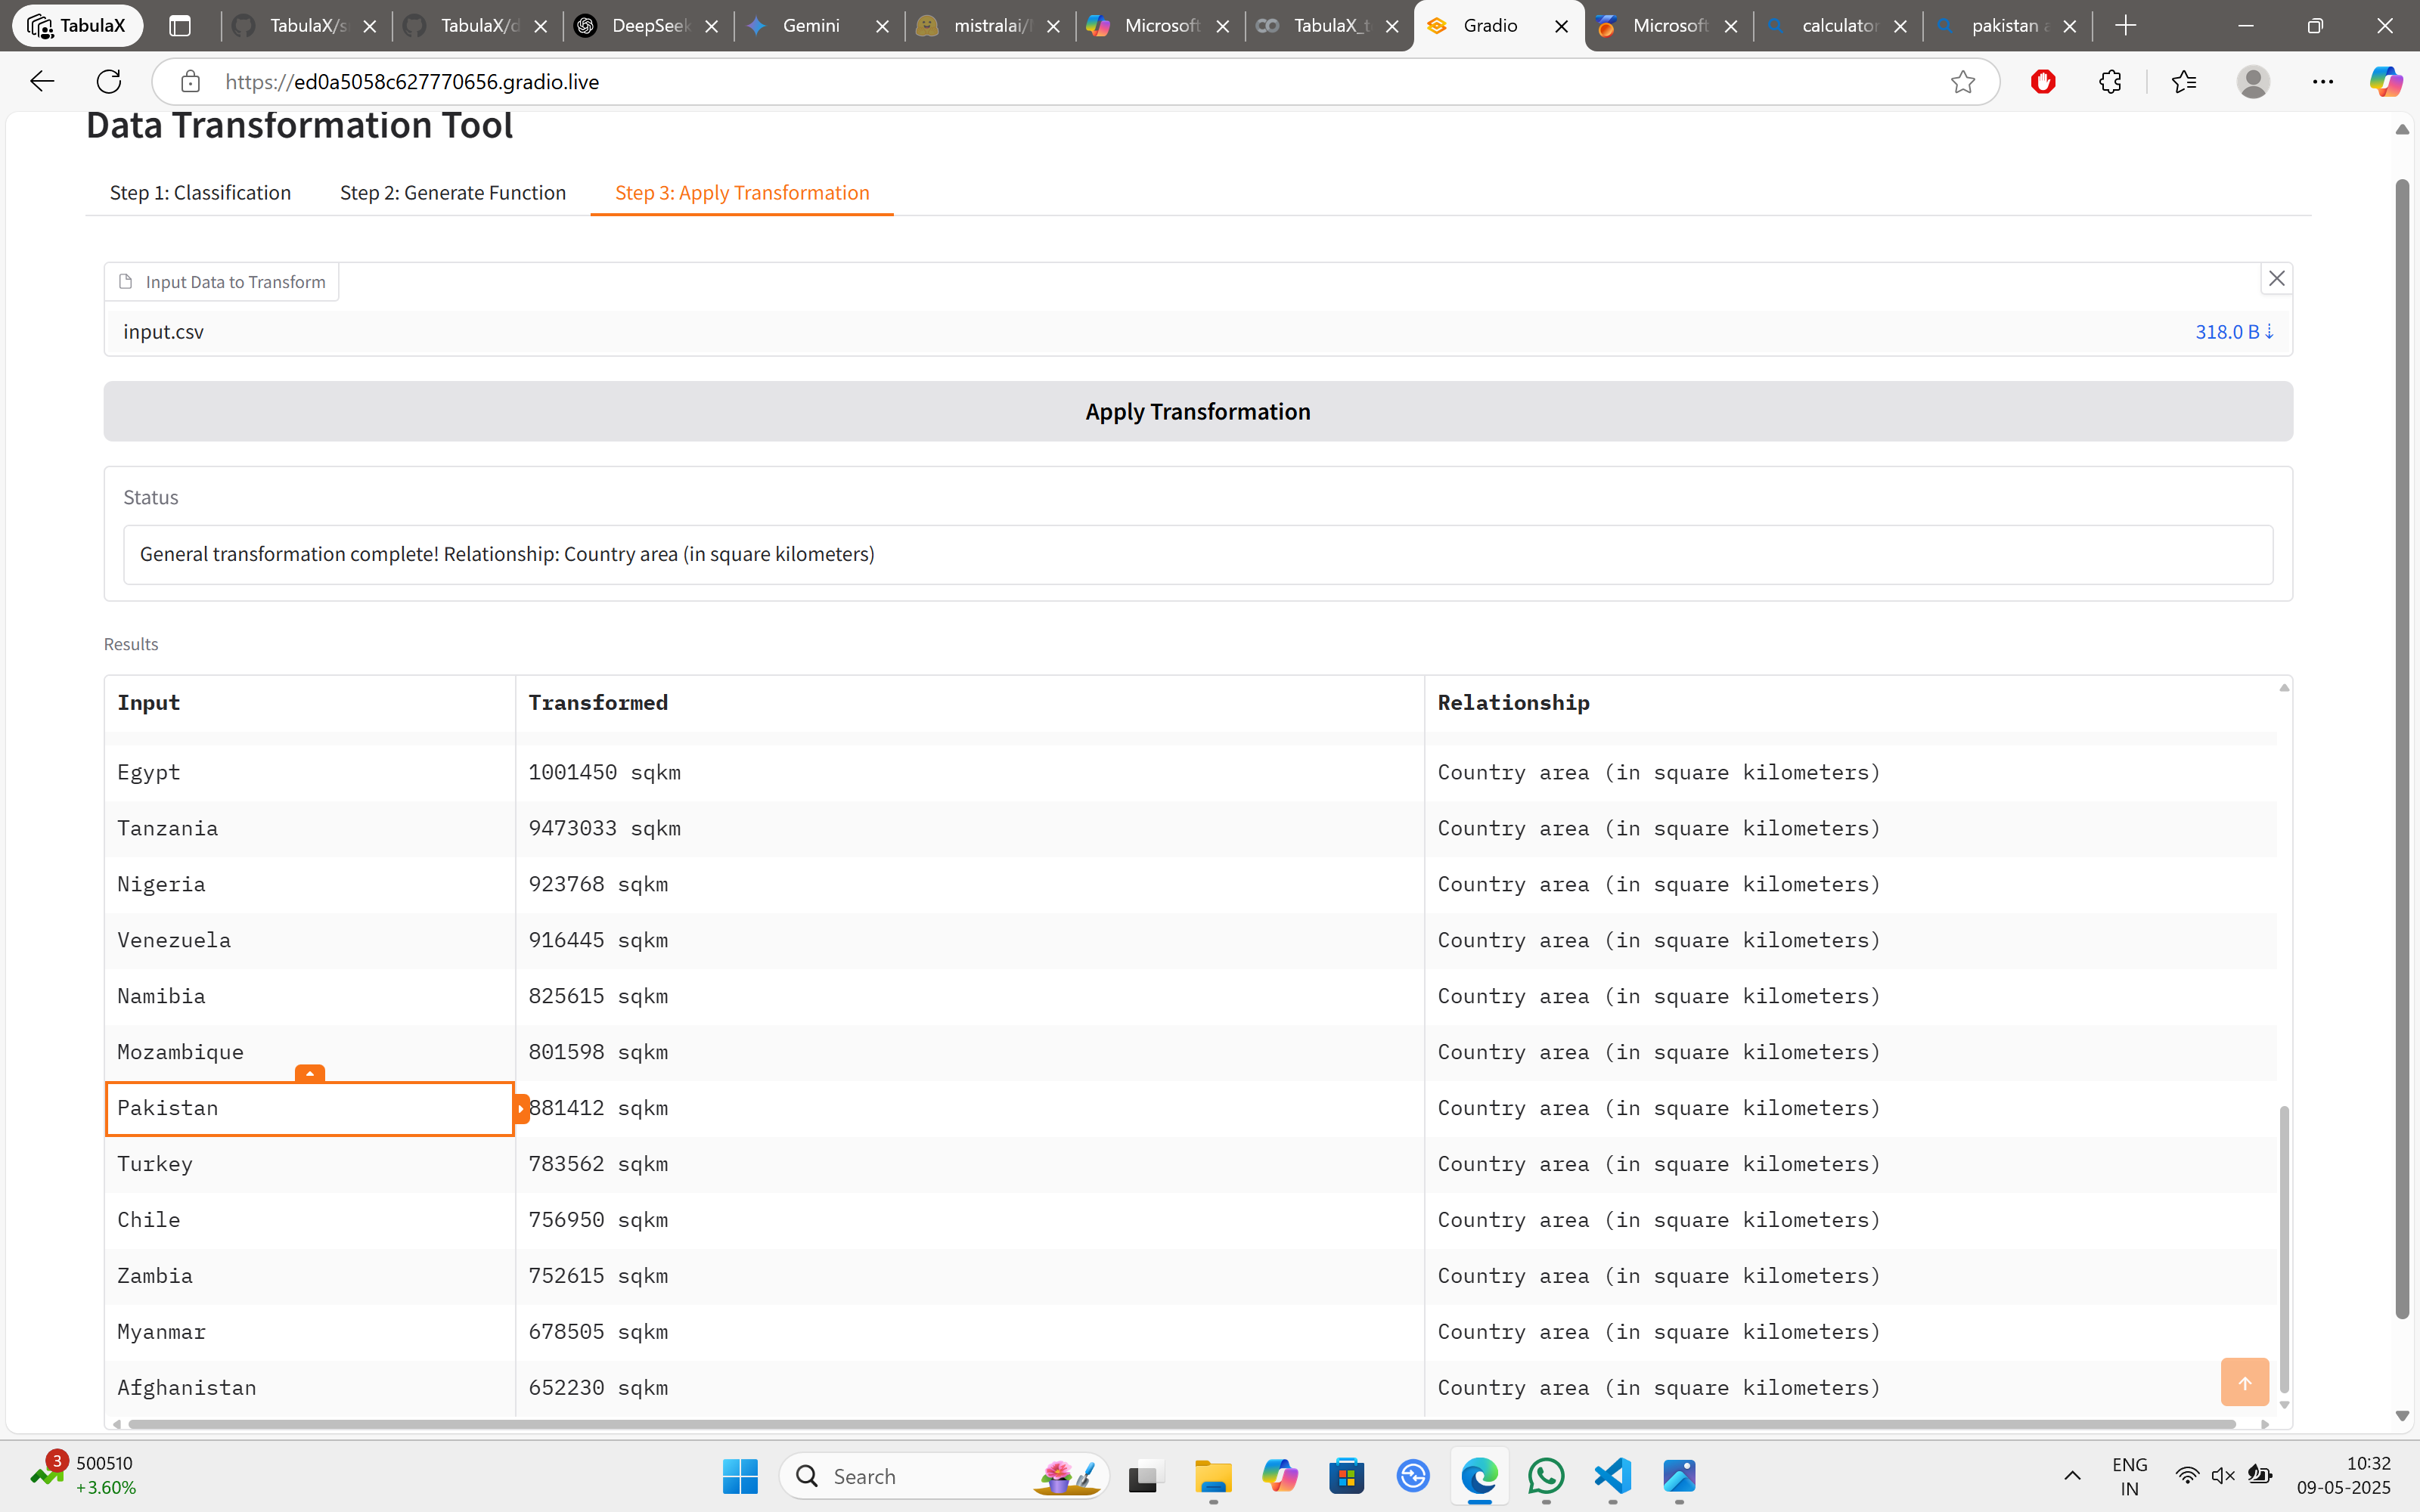 TabulaX
TabulaX/s
TabulaX/d
DeepSeek
Gemini
mistralai/
Microsoft
TabulaX_t
Gradio
Microsoft
calculator
pakistan a
https://ed0a5058c627770656.gradio.live
Data Transformation Tool
Step 1: Classification Step 2: Generate Function Step 3: Apply Transformation
Input Data to Transform
input.csv 318.0 B ⇣
Apply Transformation
Status
General transformation complete! Relationship: Country area (in square kilometers)
Results
Input Transformed Relationship
Egypt 1001450 sqkm Country area (in square kilometers)
Tanzania 9473033 sqkm Country area (in square kilometers)
Nigeria 923768 sqkm Country area (in square kilometers)
Venezuela 916445 sqkm Country area (in square kilometers)
Namibia 825615 sqkm Country area (in square kilometers)
Mozambique 801598 sqkm Country area (in square kilometers)
Pakistan 881412 sqkm Country area (in square kilometers)
Turkey 783562 sqkm Country area (in square kilometers)
Chile 756950 sqkm Country area (in square kilometers)
Zambia 752615 sqkm Country area (in square kilometers)
Myanmar 678505 sqkm Country area (in square kilometers)
Afghanistan 652230 sqkm Country area (in square kilometers)
3
500510
+3.60%
Search
ENG
IN
10:32
09-05-2025